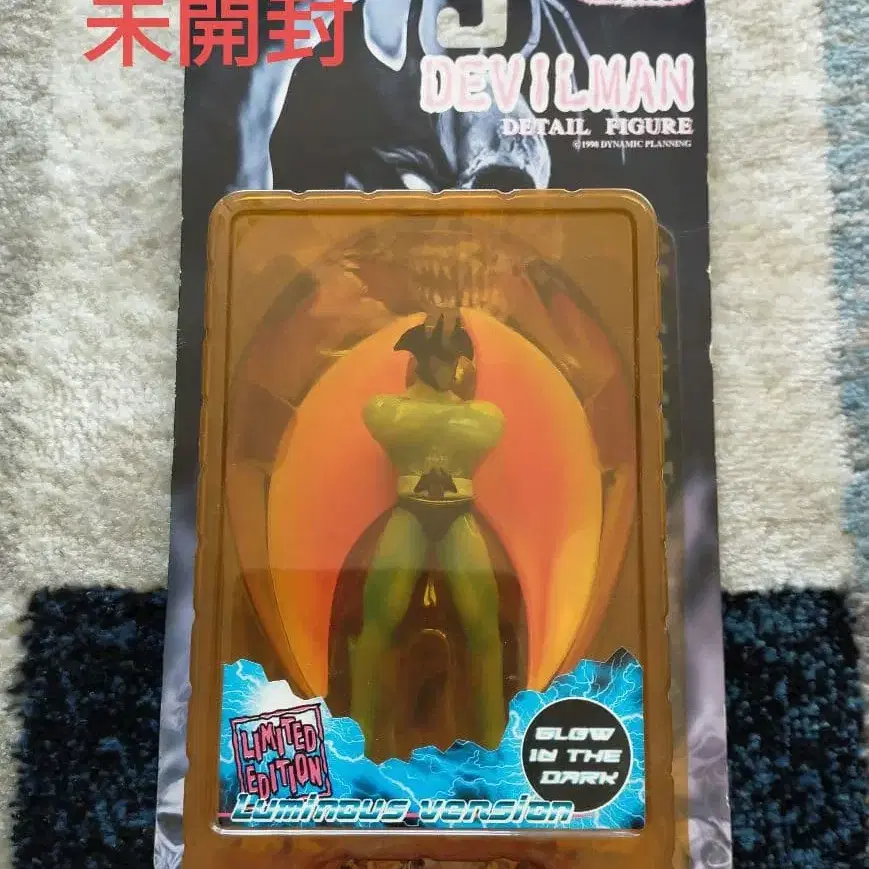 未開封
DEVILMAN
DETAIL FIGURE
©1998 DYNAMIC PLANNING
LIMITED
EDITION
GLOW
IN THE
DARK
Luminous version